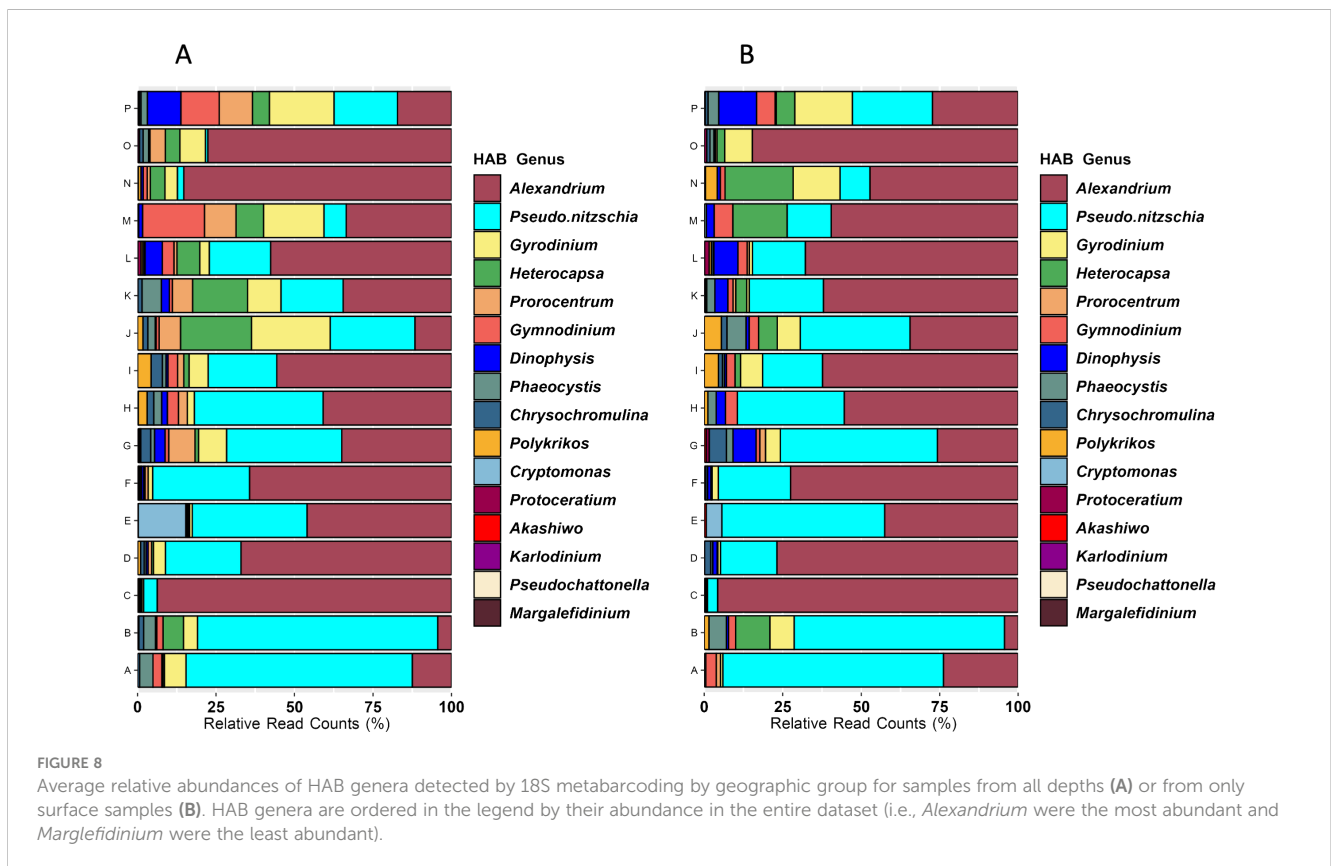 A
P
O
N
M
L
K
J
I
H
G
F
E
D
C
B
A
0 25 50 75 100
Relative Read Counts (%)
HAB Genus
Alexandrium
Pseudo.nitzschia
Gyrodinium
Heterocapsa
Prorocentrum
Gymnodinium
Dinophysis
Phaeocystis
Chrysochromulina
Polykrikos
Cryptomonas
Protoceratium
Akashiwo
Karlodinium
Pseudochattonella
Margalefidinium
B
P
O
N
M
L
K
J
I
H
G
F
E
D
C
B
A
0 25 50 75 100
Relative Read Counts (%)
HAB Genus
Alexandrium
Pseudo.nitzschia
Gyrodinium
Heterocapsa
Prorocentrum
Gymnodinium
Dinophysis
Phaeocystis
Chrysochromulina
Polykrikos
Cryptomonas
Protoceratium
Akashiwo
Karlodinium
Pseudochattonella
Margalefidinium
FIGURE 8
Average relative abundances of HAB genera detected by 18S metabarcoding by geographic group for samples from all depths (A) or from only
surface samples (B). HAB genera are ordered in the legend by their abundance in the entire dataset (i.e., Alexandrium were the most abundant and
Marglefidinium were the least abundant).